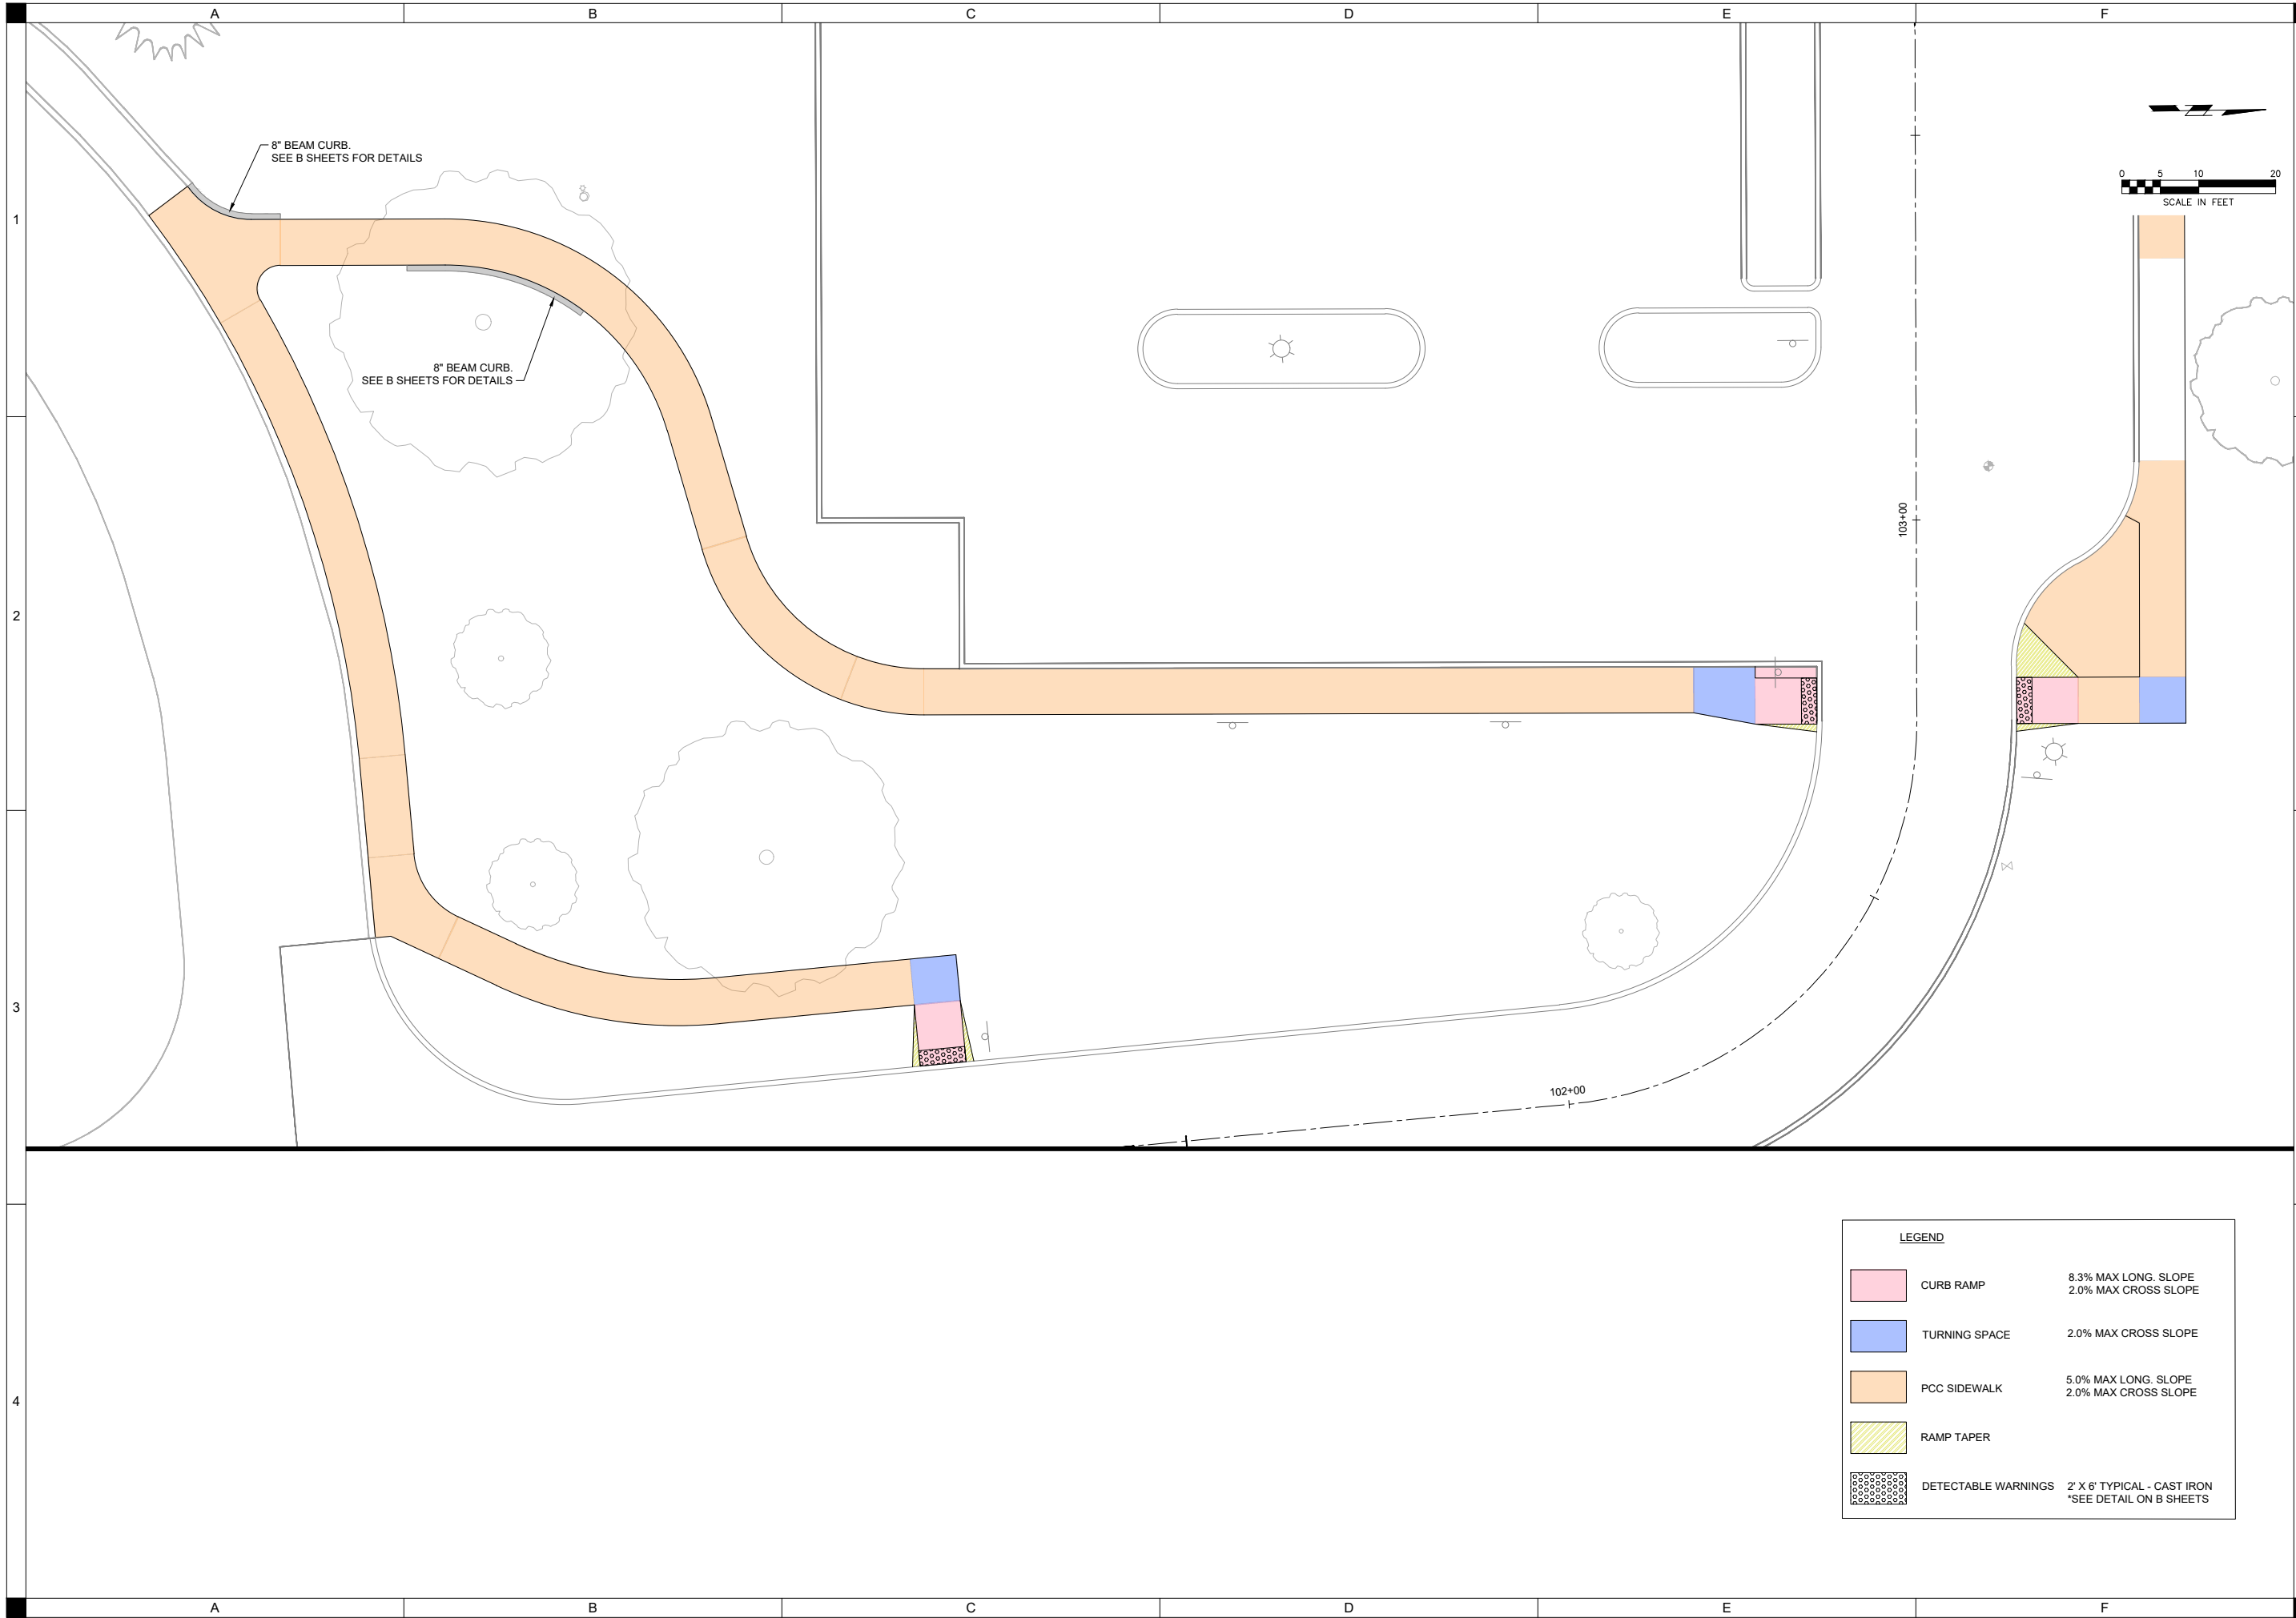 A B C D E F
8" BEAM CURB.
SEE B SHEETS FOR DETAILS
0 5 10 20
SCALE IN FEET
1
8" BEAM CURB.
SEE B SHEETS FOR DETAILS
103+00
2
3
102+00
LEGEND
CURB RAMP
8.3% MAX LONG. SLOPE
2.0% MAX CROSS SLOPE
TURNING SPACE 2.0% MAX CROSS SLOPE
PCC SIDEWALK
5.0% MAX LONG. SLOPE
2.0% MAX CROSS SLOPE
4
RAMP TAPER
DETECTABLE WARNINGS 2' X 6' TYPICAL - CAST IRON
*SEE DETAIL ON B SHEETS
A B C D E F